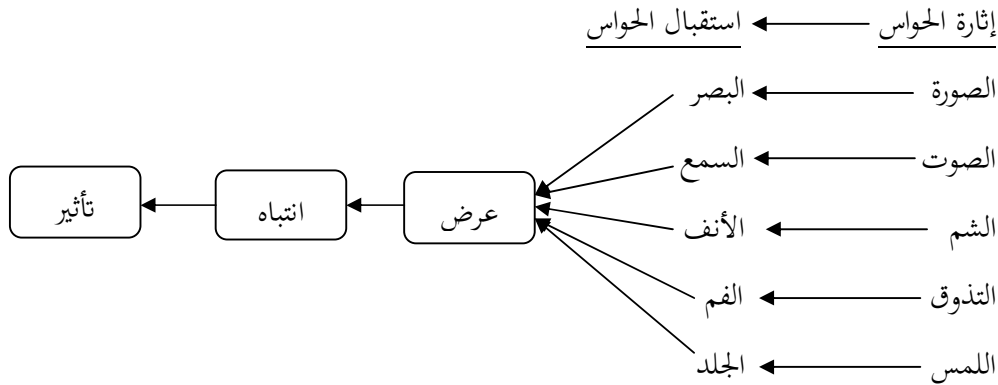 إثارة الحواس استقبال الحواس
الصورة البصر
الصوت السمع
الشم الأنف
التذوق الفم
اللمس الجلد
عرض
انتباه
تأثير